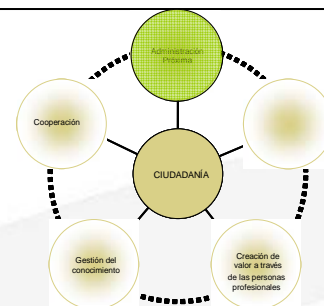 Administración
Próxima
Cooperación
CIUDADANÍA
Gestión del
conocimiento
Creación de
valor a través
de las personas
profesionales